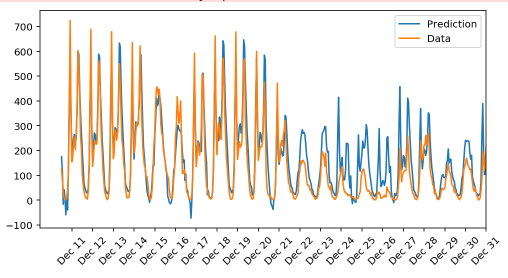 700
600
500
400
300
200
100
0
−100
Prediction
Data
Dec 11
Dec 12
Dec 13
Dec 14
Dec 15
Dec 16
Dec 17
Dec 18
Dec 19
Dec 20
Dec 21
Dec 22
Dec 23
Dec 24
Dec 25
Dec 26
Dec 27
Dec 28
Dec 29
Dec 30
Dec 31